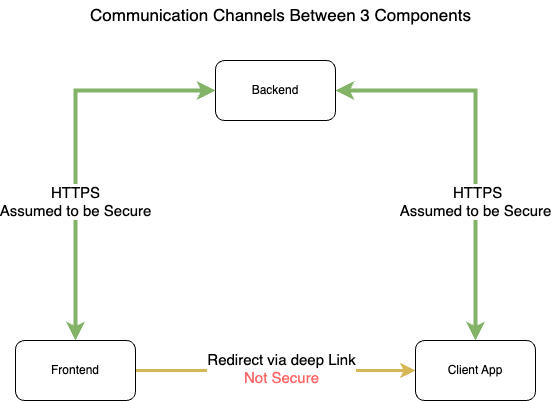 Communication Channels Between 3 Components
Backend
HTTPS
Assumed to be Secure
HTTPS
Assumed to be Secure
Frontend
Redirect via deep Link
Not Secure
Client App